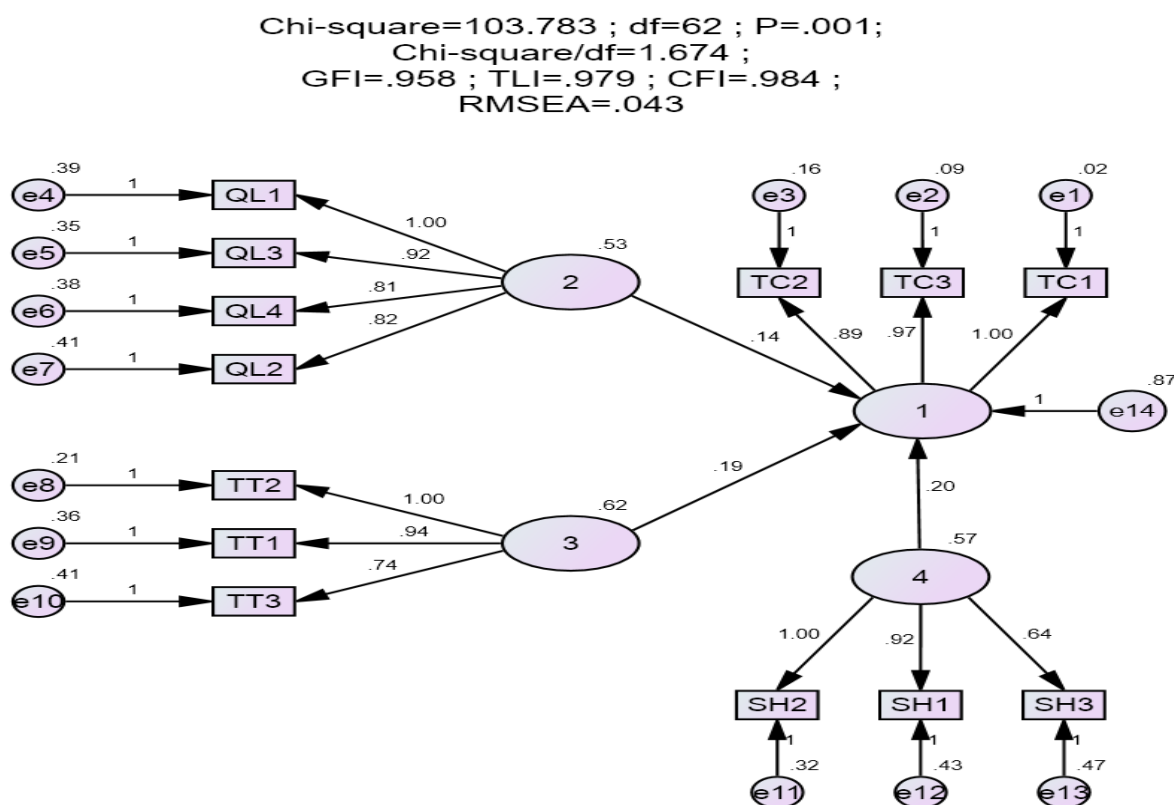 Chi-square=103.783 ; df=62 ; P=.001;
Chi-square/df=1.674 ;
GFI=.958 ; TLI=.979 ; CFI=.984 ;
RMSEA=.043
.39
e4 1 QL1
.35
e5 1 QL3
.38
e6 1 QL4
.41
e7 1 QL2
1.00
.92
.81
.82
.53
2
.14
.21
e8 1 TT2
.36
e9 1 TT1
.41
e10 1 TT3
1.00
.94
.74
.62
3
.19
.16 .09 .02
e3 e2 e1
1 1 1
TC2 TC3 TC1
.89 .97 1.00
.87
1 1 e14
.20
.57
4
1.00 .92 .64
SH2 SH1 SH3
1 1 1
.32 .43 .47
e11 e12 e13